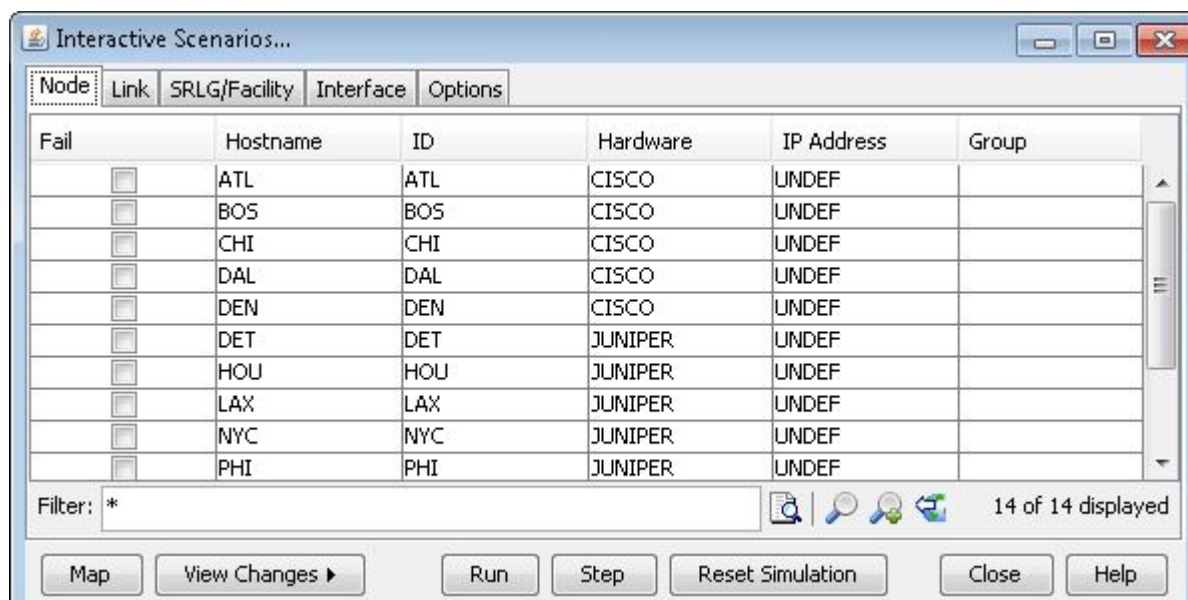 Interactive Scenarios...
Node Link SRLG/Facility Interface Options
Fail Hostname ID Hardware IP Address Group
ATL ATL CISCO UNDEF
BOS BOS CISCO UNDEF
CHI CHI CISCO UNDEF
DAL DAL CISCO UNDEF
DEN DEN CISCO UNDEF
DET DET JUNIPER UNDEF
HOU HOU JUNIPER UNDEF
LAX LAX JUNIPER UNDEF
NYC NYC JUNIPER UNDEF
PHI PHI JUNIPER UNDEF
Filter: * 14 of 14 displayed
Map View Changes Run Step Reset Simulation Close Help